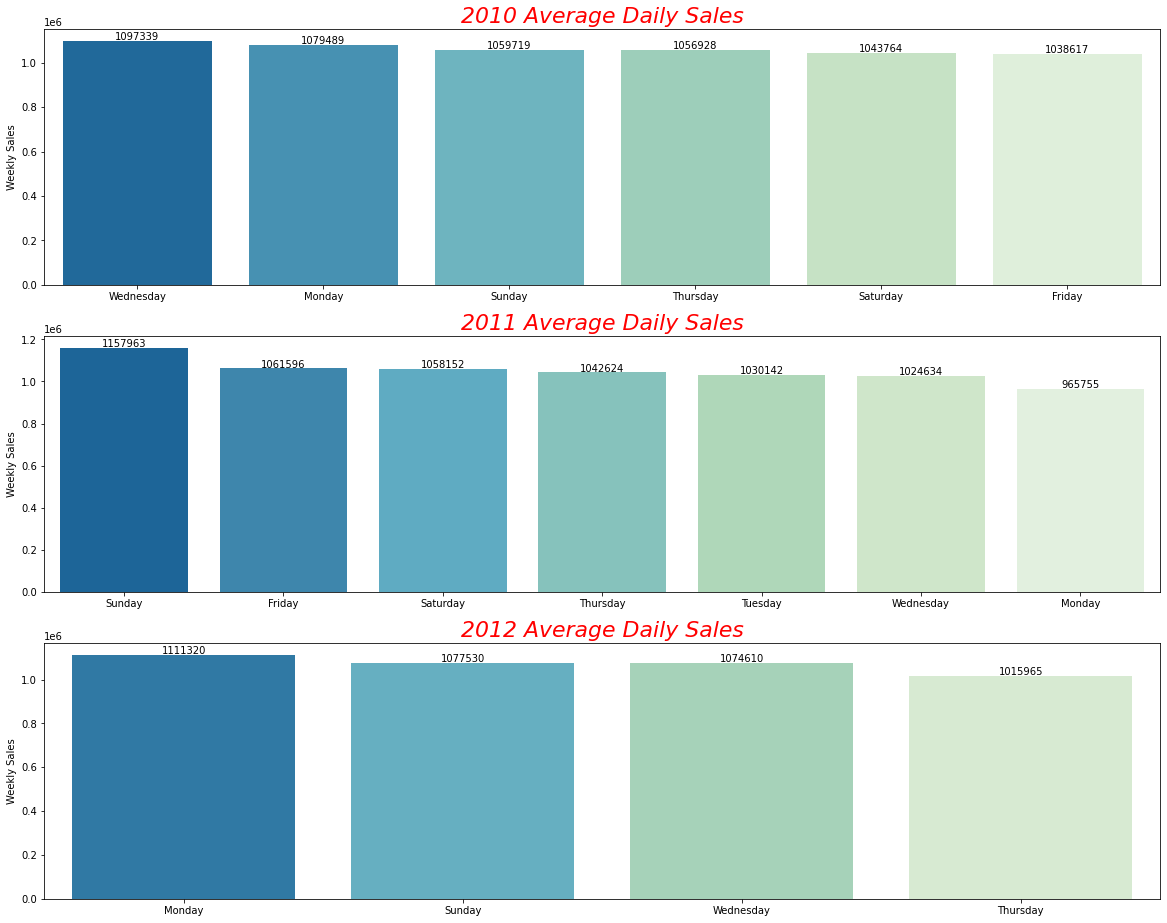 2010 Average Daily Sales
1e6
Weekly Sales
1.0
0.8
0.6
0.4
0.2
0.0
1097339
1079489
1059719
1056928
1043764
1038617
Wednesday
Monday
Sunday
Thursday
Saturday
Friday
2011 Average Daily Sales
1e6
Weekly Sales
1.2
1.0
0.8
0.6
0.4
0.2
0.0
1157963
1061596
1058152
1042624
1030142
1024634
965755
Sunday
Friday
Saturday
Thursday
Tuesday
Wednesday
Monday
2012 Average Daily Sales
1e6
Weekly Sales
1.0
0.8
0.6
0.4
0.2
0.0
1111320
1077530
1074610
1015965
Monday
Sunday
Wednesday
Thursday